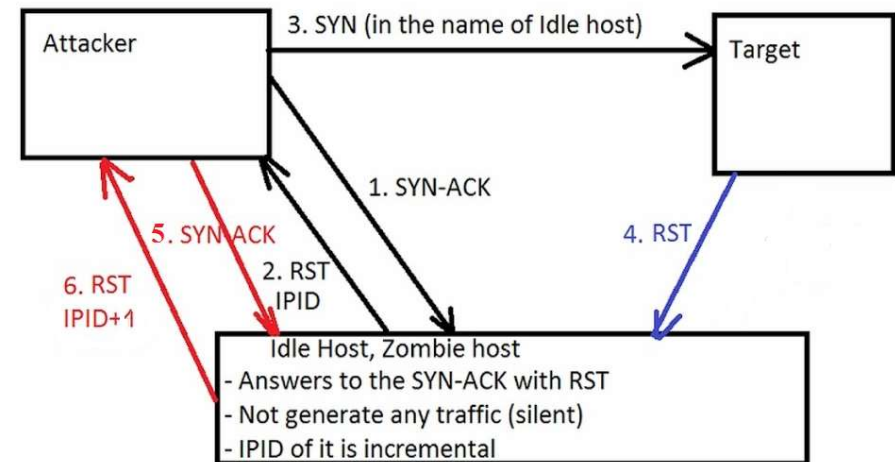 3. SYN (in the name of Idle host)
Attacker
Target
1. SYN-ACK
5. SYN-ACK
4. RST
2. RST
IPID
6. RST
IPID+1
Idle Host, Zombie host
- Answers to the SYN-ACK with RST
- Not generate any traffic (silent)
- IPID of it is incremental